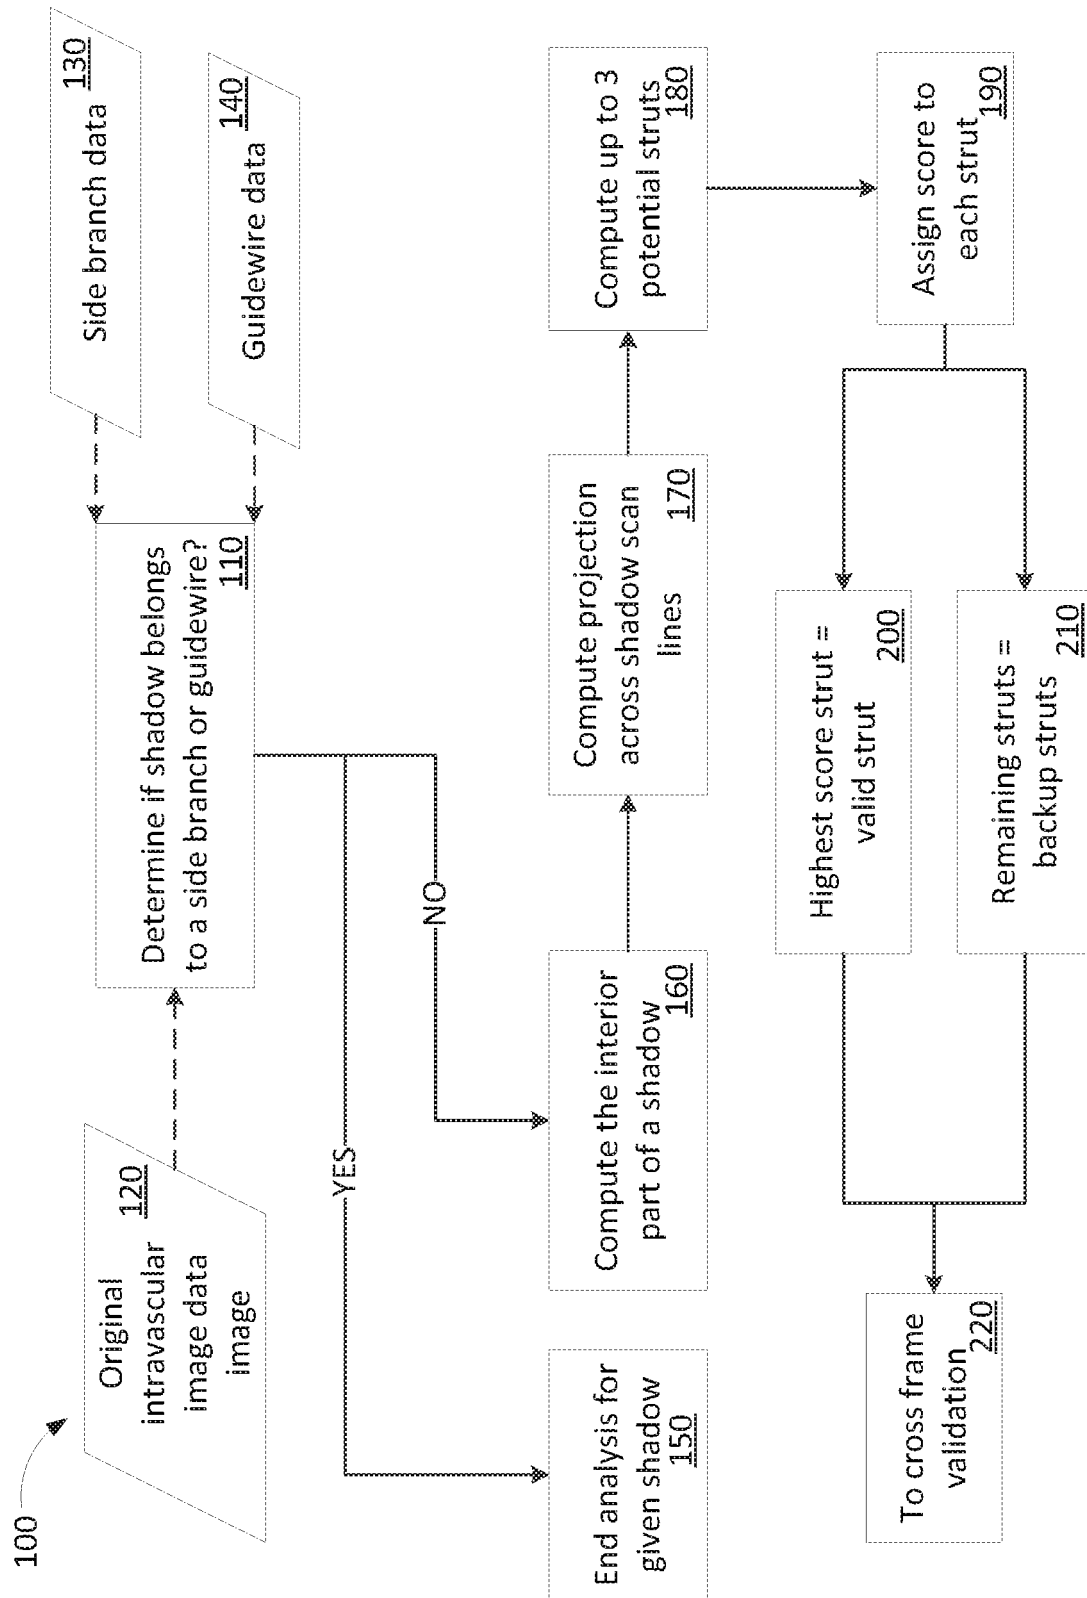 100
Original
intravascular
image data
image
120
Determine if shadow belongs
to a side branch or guidewire?
110
Side branch data
130
Guidewire data
140
YES
NO
End analysis for
given shadow
150
Compute the interior
part of a shadow
160
Compute projection
across shadow scan
lines
170
Compute up to 3
potential struts
180
Assign score to
each strut
190
Highest score strut =
valid strut
200
Remaining struts =
backup struts
210
To cross frame
validation
220